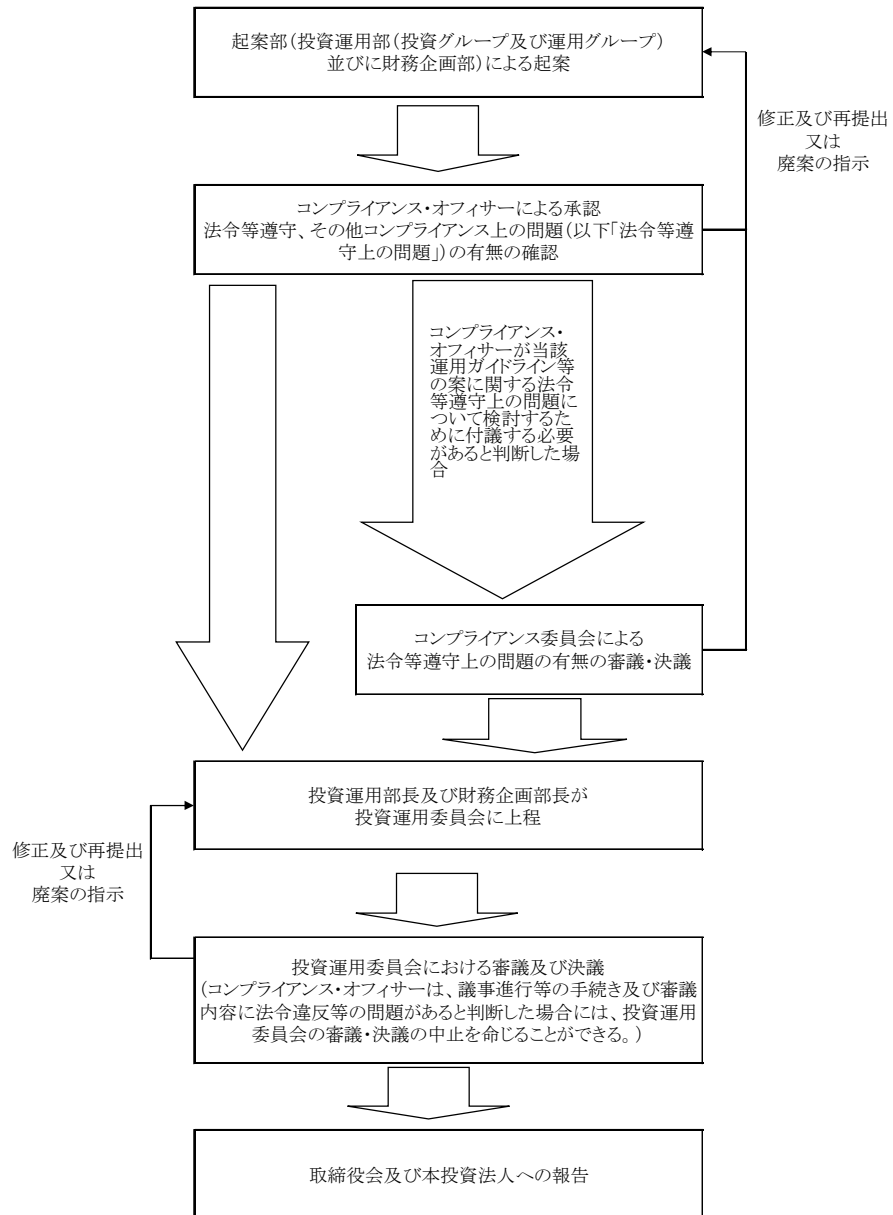 起案部(投資運用部(投資グループ及び運用グループ)
並びに財務企画部)による起案
修正及び再提出
又は
廃案の指示
コンプライアンス・オフィサーによる承認
法令等遵守、その他コンプライアンス上の問題(以下「法令等遵
守上の問題」)の有無の確認
コンプライアンス・
オフィサーが当該
運用ガイドライン等
の案に関する法令
等遵守上の問題に
ついて検討するた
めに付議する必要
があると判断した場
合
コンプライアンス委員会による
法令等遵守上の問題の有無の審議・決議
投資運用部長及び財務企画部長が
投資運用委員会に上程
修正及び再提出
又は
廃案の指示
投資運用委員会における審議及び決議
(コンプライアンス・オフィサーは、議事進行等の手続き及び審議
内容に法令違反等の問題があると判断した場合には、投資運用
委員会の審議・決議の中止を命じることができる。)
取締役会及び本投資法人への報告